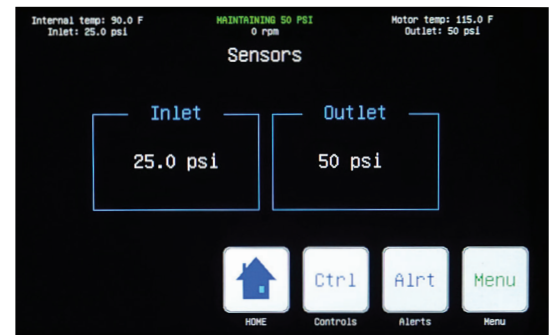 Internal temp: 90.0 F
Inlet: 25.0 psi
MAINTAINING 50 PSI
0 rpm
Motor temp: 115.0 F
Outlet: 50 psi
Sensors
Inlet
25.0 psi
Outlet
50 psi
Ctrl
Alrt
Menu
HOME
Controls
Alerts
Menu